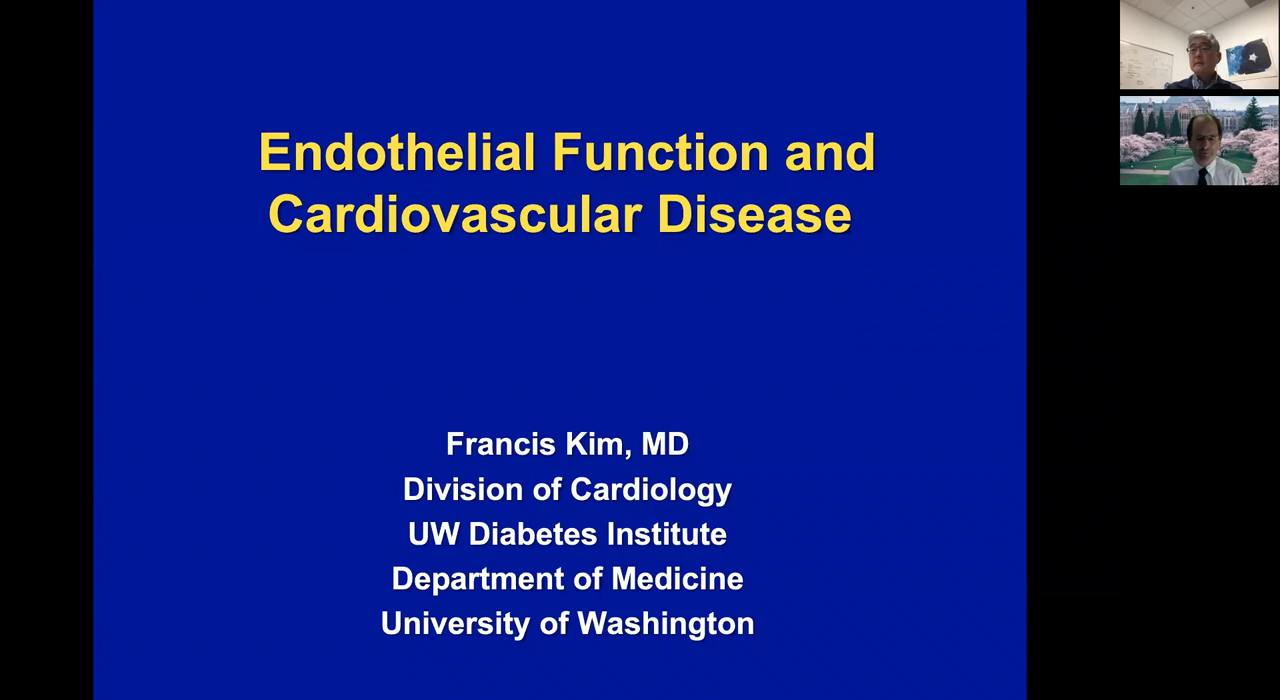 Endothelial Function and
Cardiovascular Disease
Francis Kim, MD
Division of Cardiology
UW Diabetes Institute
Department of Medicine
University of Washington